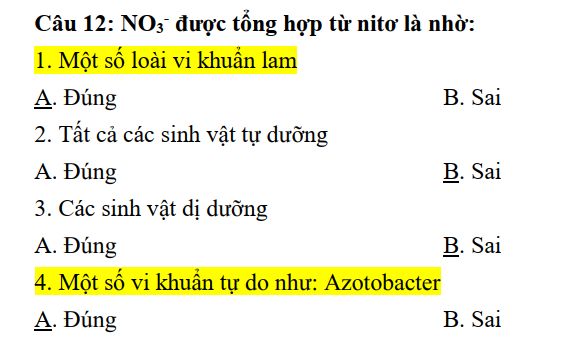 Câu 12: NO₃⁻ được tổng hợp từ nitơ là nhờ:
1. Một số loài vi khuẩn lam
A. Đúng B. Sai
2. Tất cả các sinh vật tự dưỡng
A. Đúng B. Sai
3. Các sinh vật dị dưỡng
A. Đúng B. Sai
4. Một số vi khuẩn tự do như: Azotobacter
A. Đúng B. Sai